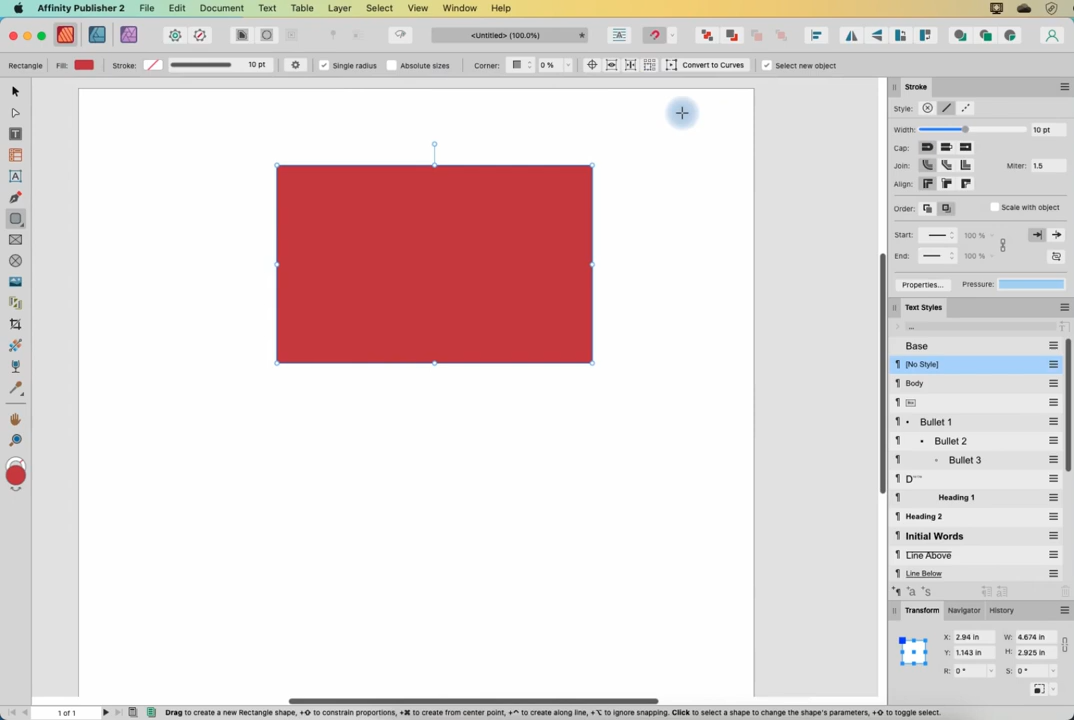 Affinity Publisher 2 File Edit Document Text Table Layer Select View Window Help
<Untitled> (100.0%)
Rectangle Fill: Stroke: 10 pt Single radius Absolute sizes Corner: 0 % Convert to Curves Select new object
Stroke
Style:
Width: 10 pt
Cap:
Join: Miter: 1.5
Align:
Order: Scale with object
Start: 100 %
End: 100 %
Properties... Pressure:
Text Styles
...
Base
[No Style]
Body
Bullet 1
Bullet 2
Bullet 3
Heading 1
Heading 2
Initial Words
Line Above
Line Below
Transform Navigator History
X: 2.94 in W: 4.674 in
Y: 1.143 in H: 2.925 in
R: 0 ° S: 0 °
1 of 1 Drag to create a new Rectangle shape, +⇧ to constrain proportions, +⌘ to create from center point, +⌃ to create along line, +⌥ to ignore snapping. Click to select a shape to change the shape's parameters, +⇧ to toggle select.